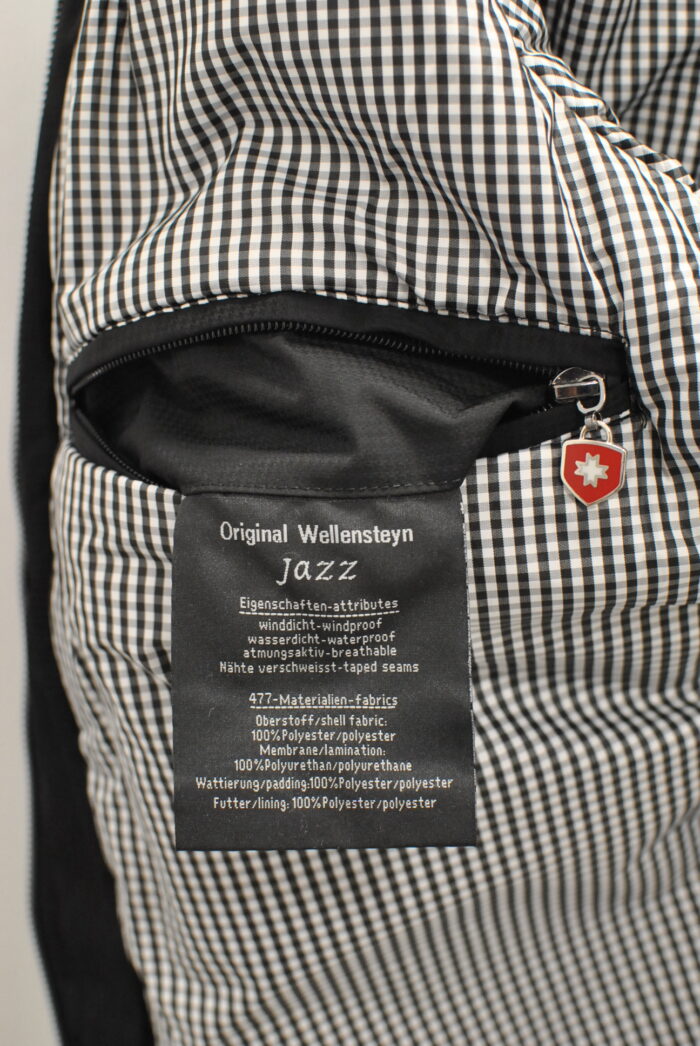 Original Wellensteyn
Jazz
Eigenschaften-attributes
winddicht-windproof
wasserdicht-waterproof
atmungsaktiv-breathable
Nähte verschweisst-taped seams
477-Materialien-fabrics
Oberstoff/shell fabric:
100%Polyester/polyester
Membrane/lamination:
100%Polyurethan/polyurethane
Wattierung/padding:100%Polyester/polyester
Futter/lining:100%Polyester/polyester